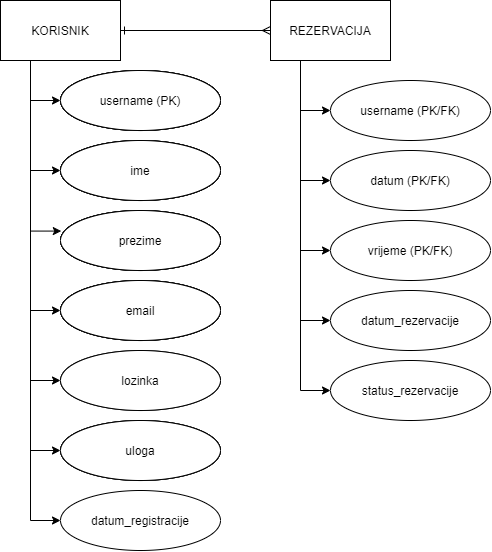 KORISNIK
REZERVACIJA
username (PK)
ime
prezime
email
lozinka
uloga
datum_registracije
username (PK/FK)
datum (PK/FK)
vrijeme (PK/FK)
datum_rezervacije
status_rezervacije